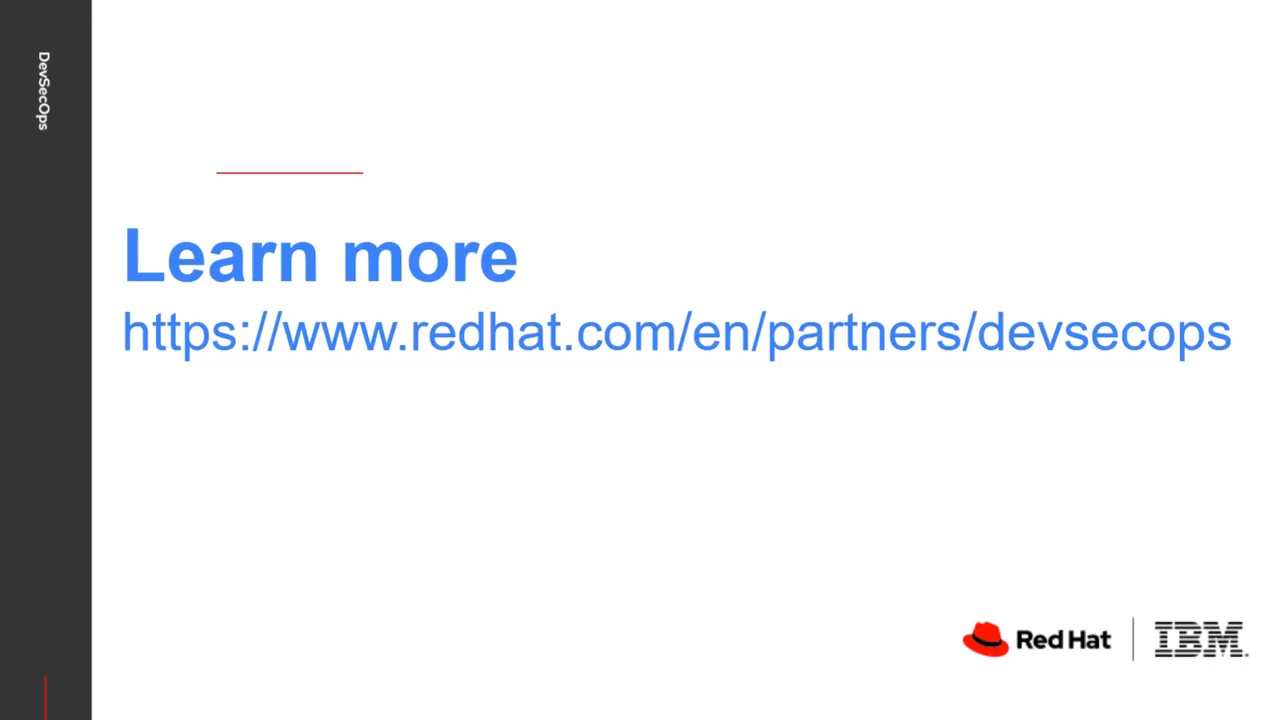 DevSecOps
Learn more
https://www.redhat.com/en/partners/devsecops
Red Hat
IBM